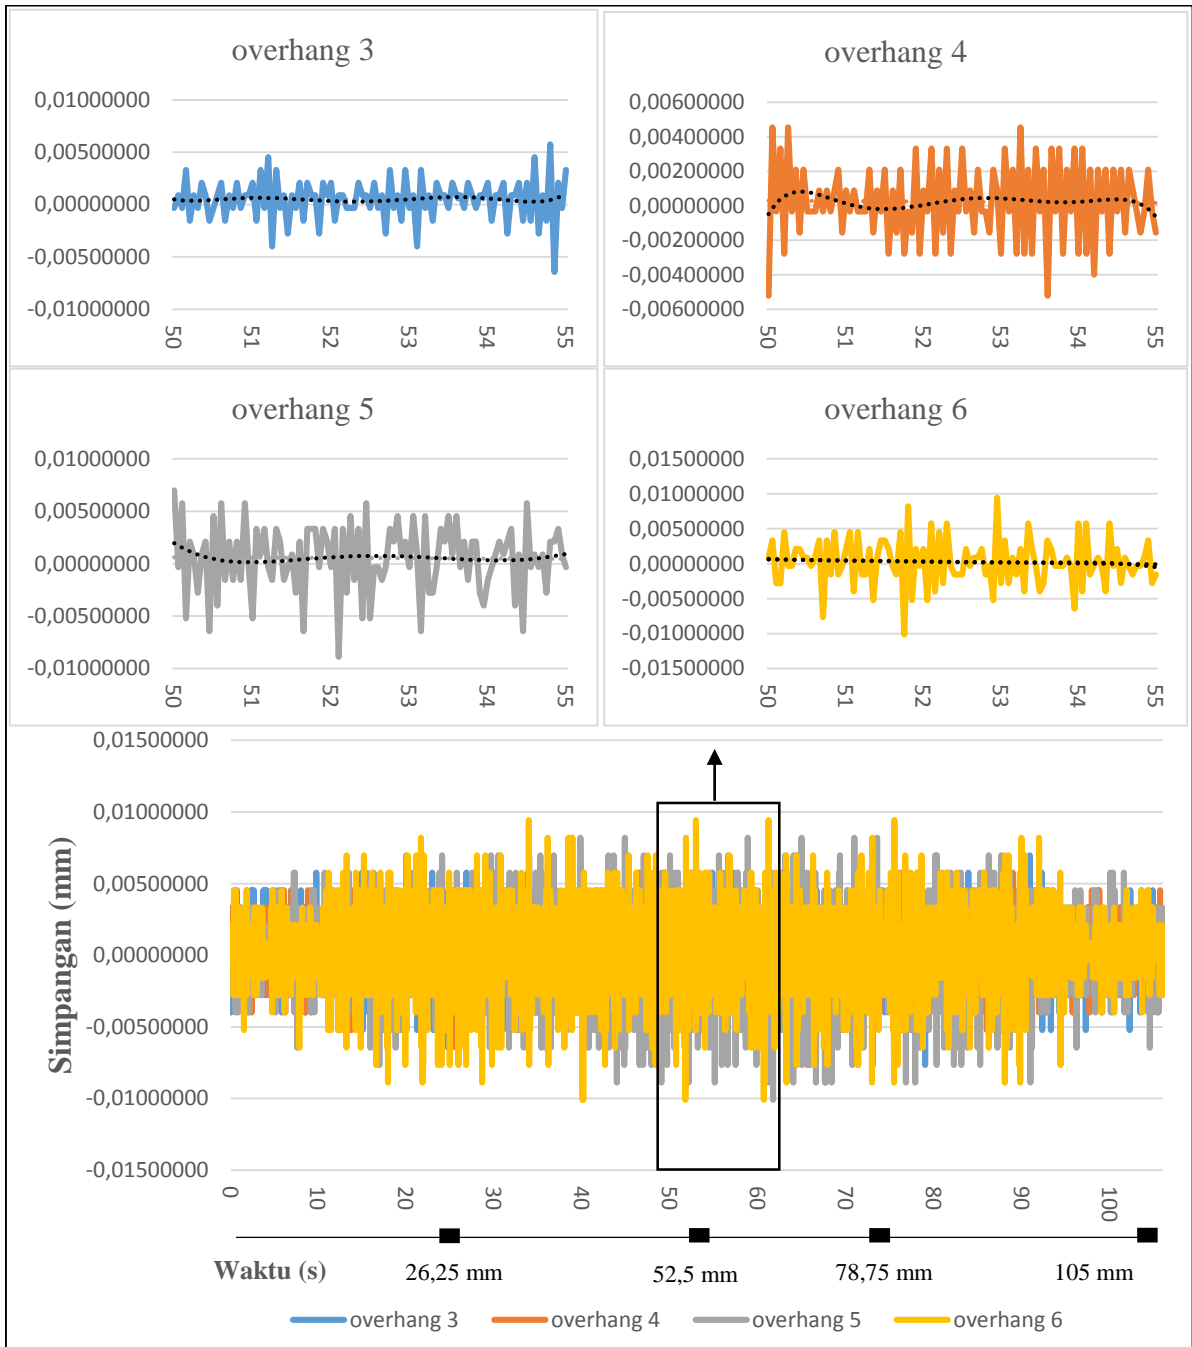 overhang 3
0,01000000
0,00500000
0,00000000
-0,00500000
-0,01000000
50 51 52 53 54 55
overhang 4
0,00600000
0,00400000
0,00200000
0,00000000
-0,00200000
-0,00400000
-0,00600000
50 51 52 53 54 55
overhang 5
0,01000000
0,00500000
0,00000000
-0,00500000
-0,01000000
50 51 52 53 54 55
overhang 6
0,01500000
0,01000000
0,00500000
0,00000000
-0,00500000
-0,01000000
-0,01500000
50 51 52 53 54 55
Simpangan (mm)
0,01500000
0,01000000
0,00500000
0,00000000
-0,00500000
-0,01000000
-0,01500000
0 10 20 30 40 50 60 70 80 90 100
Waktu (s) 26,25 mm 52,5 mm 78,75 mm 105 mm
overhang 3 overhang 4 overhang 5 overhang 6